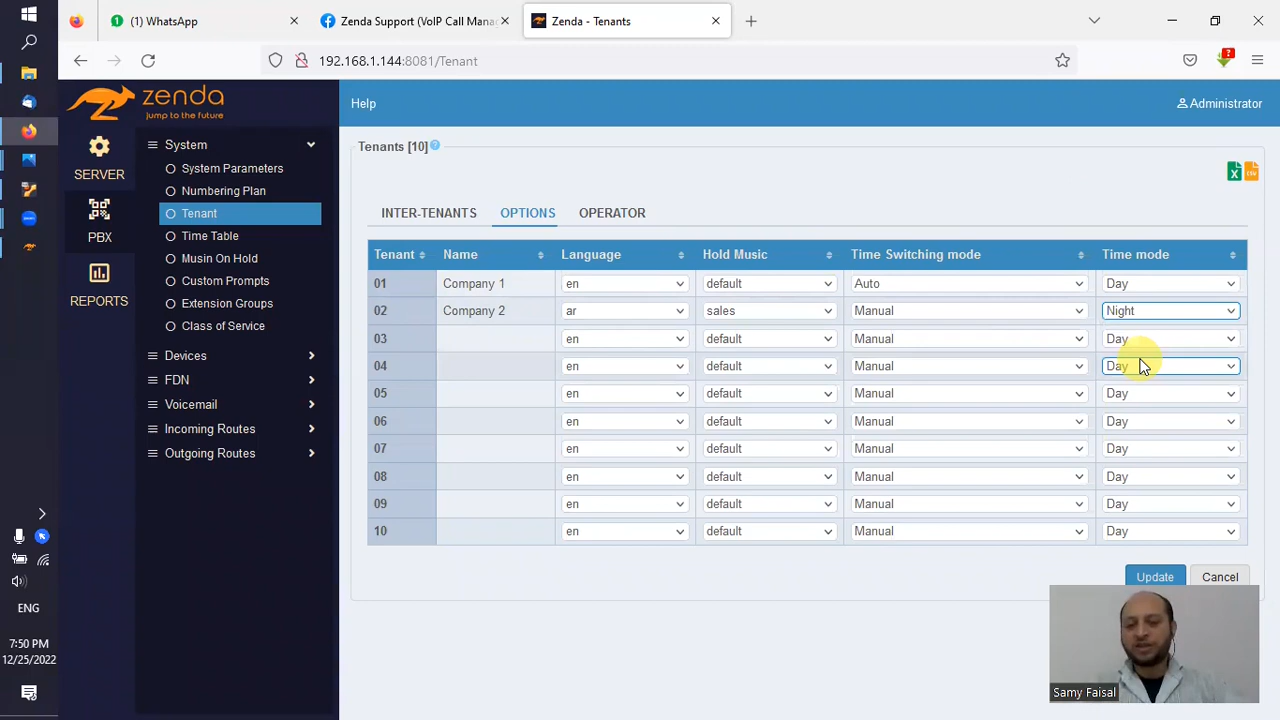 (1) WhatsApp
Zenda Support (VoIP Call Mana
Zenda - Tenants
192.168.1.144:8081/Tenant
zenda
jump to the future
Help
Administrator
SERVER
PBX
REPORTS
System
System Parameters
Numbering Plan
Tenant
Time Table
Musin On Hold
Custom Prompts
Extension Groups
Class of Service
Devices
FDN
Voicemail
Incoming Routes
Outgoing Routes
Tenants [10]
INTER-TENANTS OPTIONS OPERATOR
Tenant Name Language Hold Music Time Switching mode Time mode
01 Company 1 en default Auto Day
02 Company 2 ar sales Manual Night
03 en default Manual Day
04 en default Manual Day
05 en default Manual Day
06 en default Manual Day
07 en default Manual Day
08 en default Manual Day
09 en default Manual Day
10 en default Manual Day
Update Cancel
Samy Faisal
ENG
7:50 PM
12/25/2022